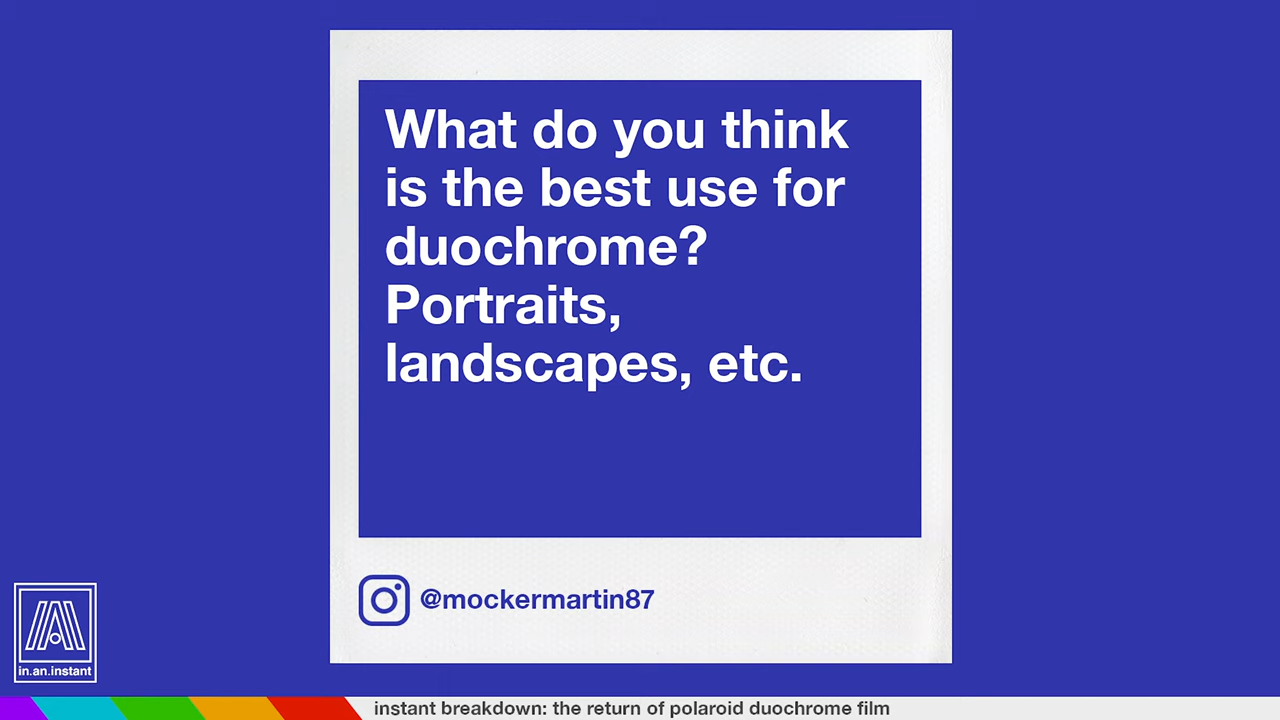 What do you think
is the best use for
duochrome?
Portraits,
landscapes, etc.
@mockermartin87
in.an.instant
instant breakdown: the return of polaroid duochrome film